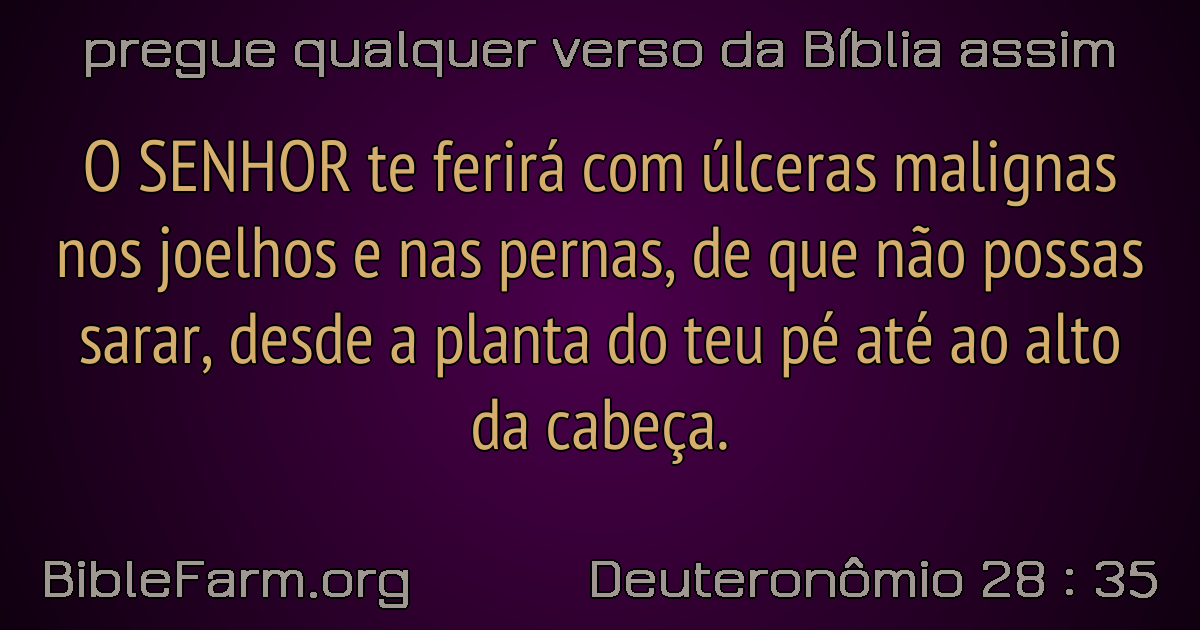 pregue qualquer verso da Bíblia assim
O SENHOR te ferirá com úlceras malignas
nos joelhos e nas pernas, de que não possas
sarar, desde a planta do teu pé até ao alto
da cabeça.
BibleFarm.org
Deuteronômio 28 : 35